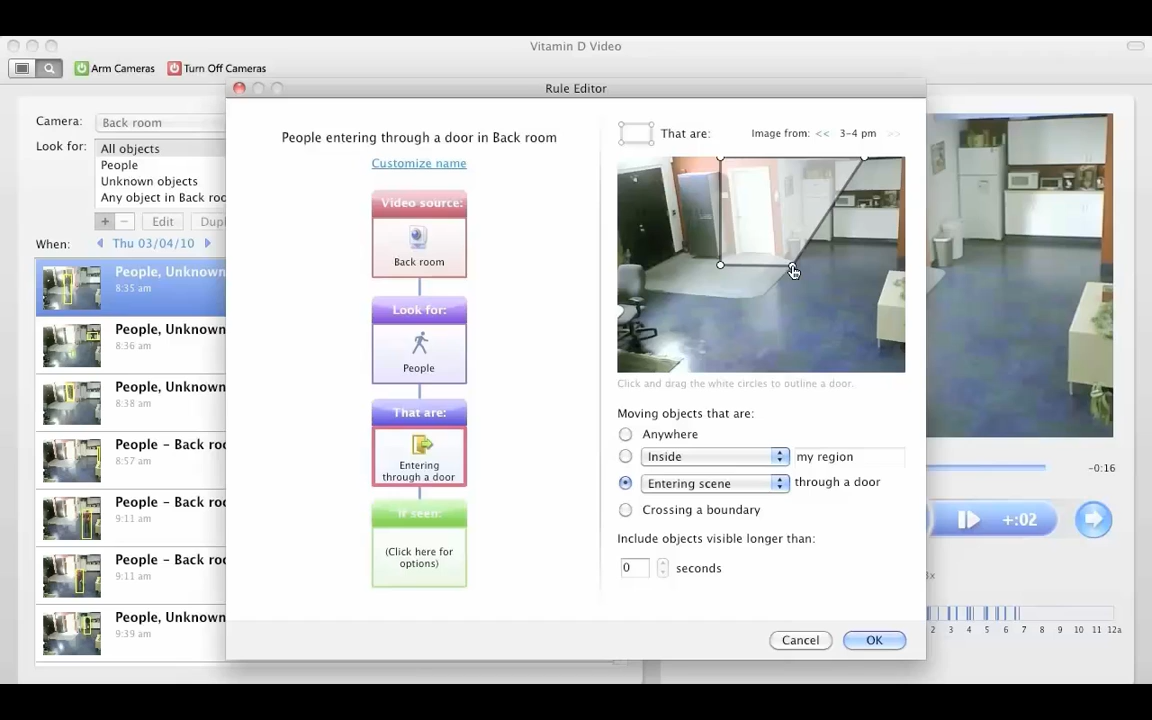 Vitamin D Video
Arm Cameras
Turn Off Cameras
Rule Editor
Camera:
Back room
Look for:
All objects
People
Unknown objects
Any object in Back roo
+
−
Edit
Dupl
When:
Thu 03/04/10
People, Unknown
8:35 am
People, Unknown
8:36 am
People, Unknown
8:38 am
People - Back roo
8:57 am
People - Back roo
9:11 am
People - Back roo
9:11 am
People, Unknown
9:39 am
People entering through a door in Back room
Customize name
Video source:
Back room
Look for:
People
That are:
Entering
through a door
If seen:
(Click here for
options)
That are:
Image from: << 3-4 pm >>
Click and drag the white circles to outline a door.
Moving objects that are:
Anywhere
Inside my region
Entering scene through a door
Crossing a boundary
Include objects visible longer than:
0 seconds
Cancel
OK
-0:16
+:02
3x
2 3 4 5 6 7 8 9 10 11 12a